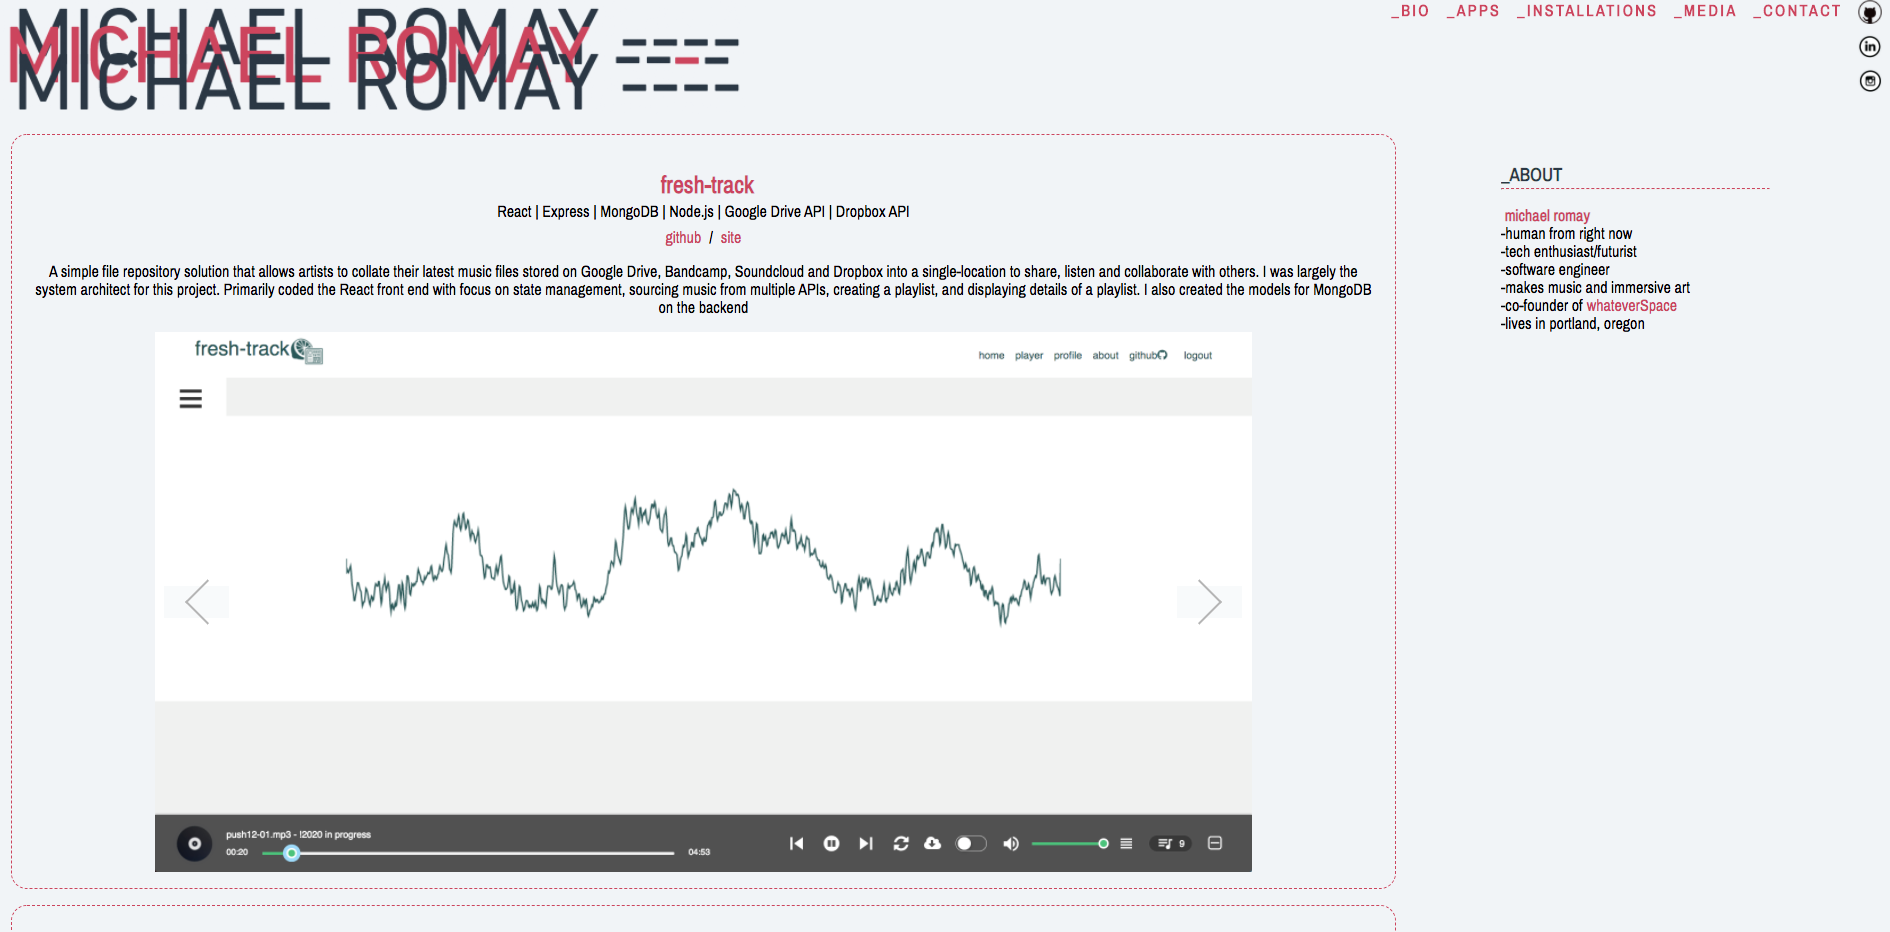 MICHAEL ROMAY
MICHAEL ROMAY
MICHAEL ROMAY
_BIO _APPS _INSTALLATIONS _MEDIA _CONTACT
fresh-track
React | Express | MongoDB | Node.js | Google Drive API | Dropbox API
github / site
A simple file repository solution that allows artists to collate their latest music files stored on Google Drive, Bandcamp, Soundcloud and Dropbox into a single-location to share, listen and collaborate with others. I was largely the
system architect for this project. Primarily coded the React front end with focus on state management, sourcing music from multiple APIs, creating a playlist, and displaying details of a playlist. I also created the models for MongoDB
on the backend
fresh-track
home player profile about github logout
push12-01.mp3 - !2020 in progress
00:20 04:53
9
_ABOUT
michael romay
-human from right now
-tech enthusiast/futurist
-software engineer
-makes music and immersive art
-co-founder of whateverSpace
-lives in portland, oregon